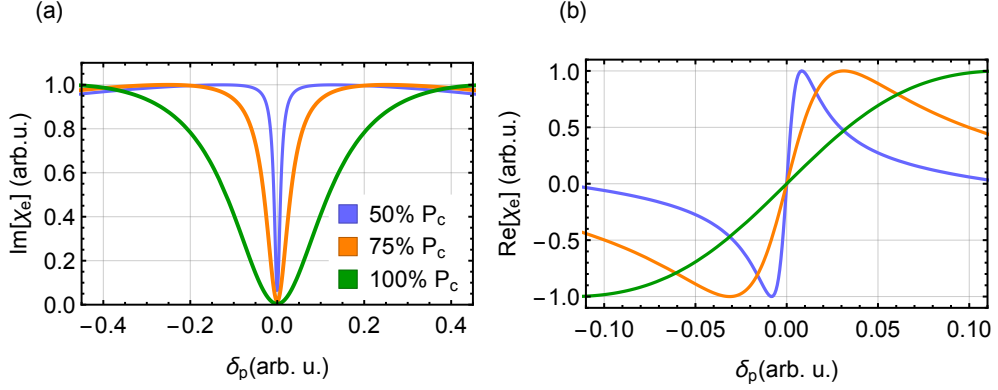 (a)
Im[χe] (arb.u.)
1.0
0.8
0.6
0.4
0.2
0.0
50% Pc
75% Pc
100% Pc
−0.4 −0.2 0.0 0.2 0.4
δp(arb. u.)
(b)
Re[χe] (arb.u.)
1.0
0.5
0.0
−0.5
−1.0
−0.10 −0.05 0.00 0.05 0.10
δp(arb. u.)